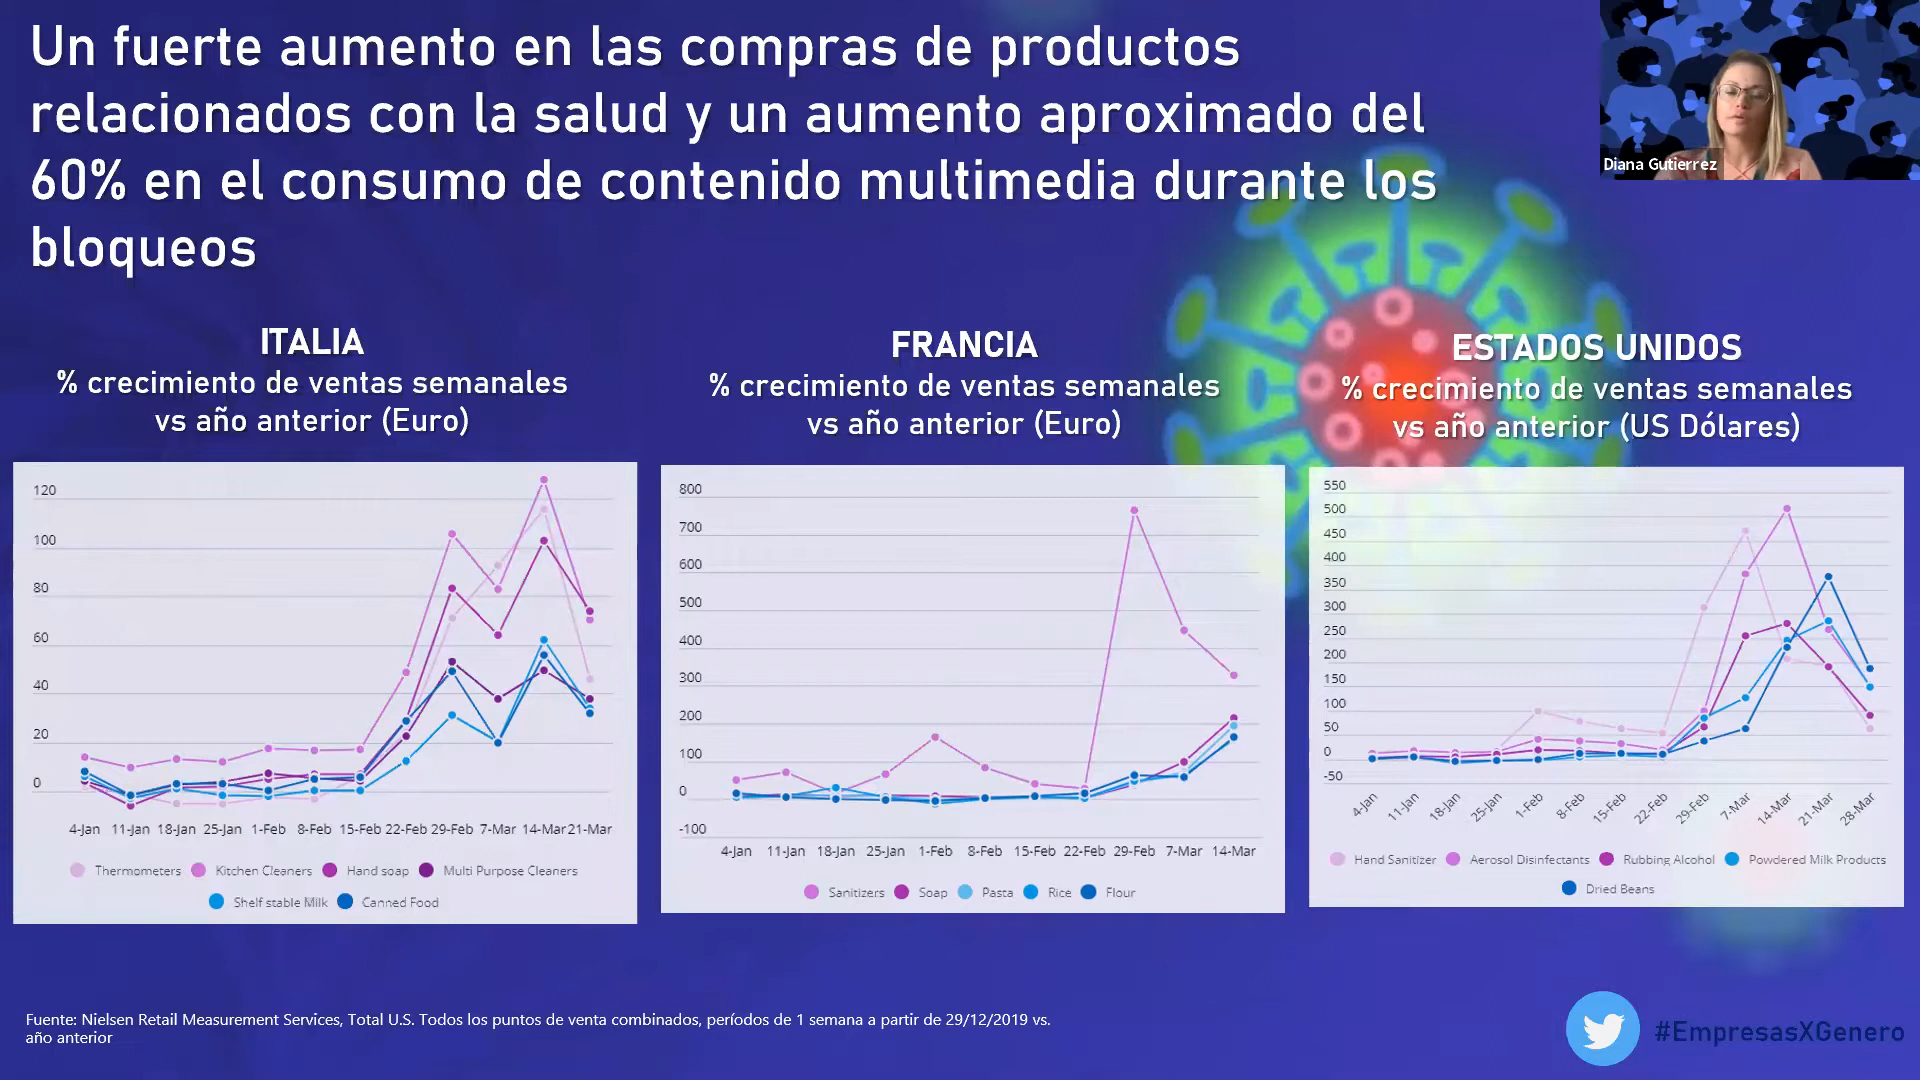 Un fuerte aumento en las compras de productos
relacionados con la salud y un aumento aproximado del
60% en el consumo de contenido multimedia durante los
bloqueos
Diana Gutierrez
ITALIA
% crecimiento de ventas semanales
vs año anterior (Euro)
120
100
80
60
40
20
0
4-Jan 11-Jan 18-Jan 25-Jan 1-Feb 8-Feb 15-Feb 22-Feb 29-Feb 7-Mar 14-Mar 21-Mar
Thermometers Kitchen Cleaners Hand soap Multi Purpose Cleaners
Shelf stable Milk Canned Food
FRANCIA
% crecimiento de ventas semanales
vs año anterior (Euro)
800
700
600
500
400
300
200
100
0
-100
4-Jan 11-Jan 18-Jan 25-Jan 1-Feb 8-Feb 15-Feb 22-Feb 29-Feb 7-Mar 14-Mar
Sanitizers Soap Pasta Rice Flour
ESTADOS UNIDOS
% crecimiento de ventas semanales
vs año anterior (US Dólares)
550
500
450
400
350
300
250
200
150
100
50
0
-50
4-Jan 11-Jan 18-Jan 25-Jan 1-Feb 8-Feb 15-Feb 22-Feb 29-Feb 7-Mar 14-Mar 21-Mar 28-Mar
Hand Sanitizer Aerosol Disinfectants Rubbing Alcohol Powdered Milk Products
Dried Beans
Fuente: Nielsen Retail Measurement Services, Total U.S. Todos los puntos de venta combinados, períodos de 1 semana a partir de 29/12/2019 vs.
año anterior
#EmpresasXGenero